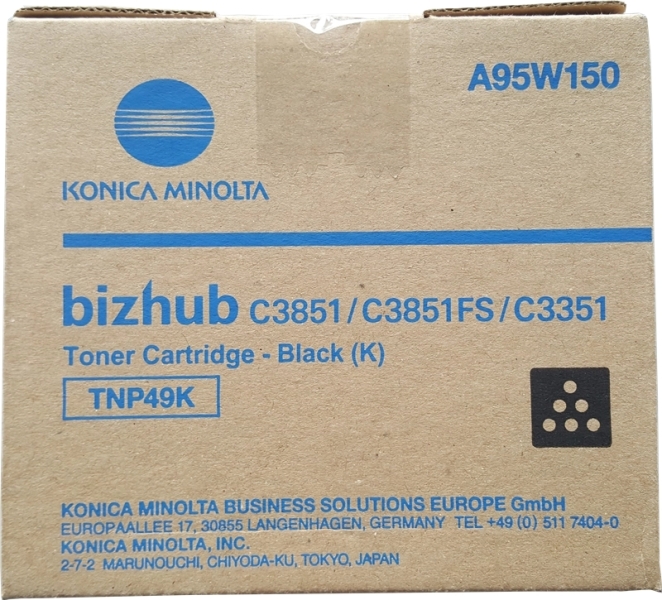 A95W150
KONICA MINOLTA
bizhub C3851/C3851FS/C3351
Toner Cartridge - Black (K)
TNP49K
KONICA MINOLTA BUSINESS SOLUTIONS EUROPE GmbH
EUROPAALLEE 17, 30855 LANGENHAGEN, GERMANY TEL +49 (0) 511 7404-0
KONICA MINOLTA, INC.
2-7-2 MARUNOUCHI, CHIYODA-KU, TOKYO, JAPAN